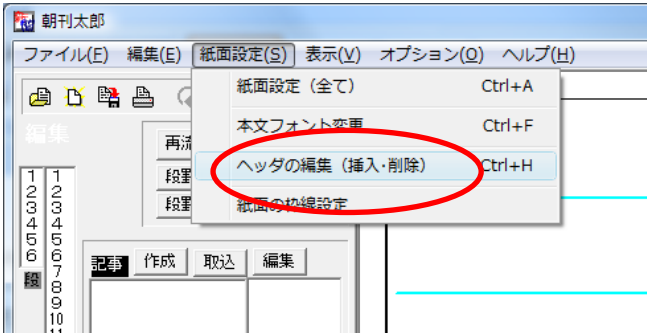 朝刊太郎
ファイル(F) 編集(E) 紙面設定(S) 表示(V) オプション(O) ヘルプ(H)
紙面設定（全て） Ctrl+A
本文フォント変更 Ctrl+F
ヘッダの編集（挿入・削除） Ctrl+H
紙面の枠線設定
編集
再流
段割
段割
1 1
2 2
3 3
4 4
5 5
6 6
7
段 8
9
10
11
記事 作成 取込 編集